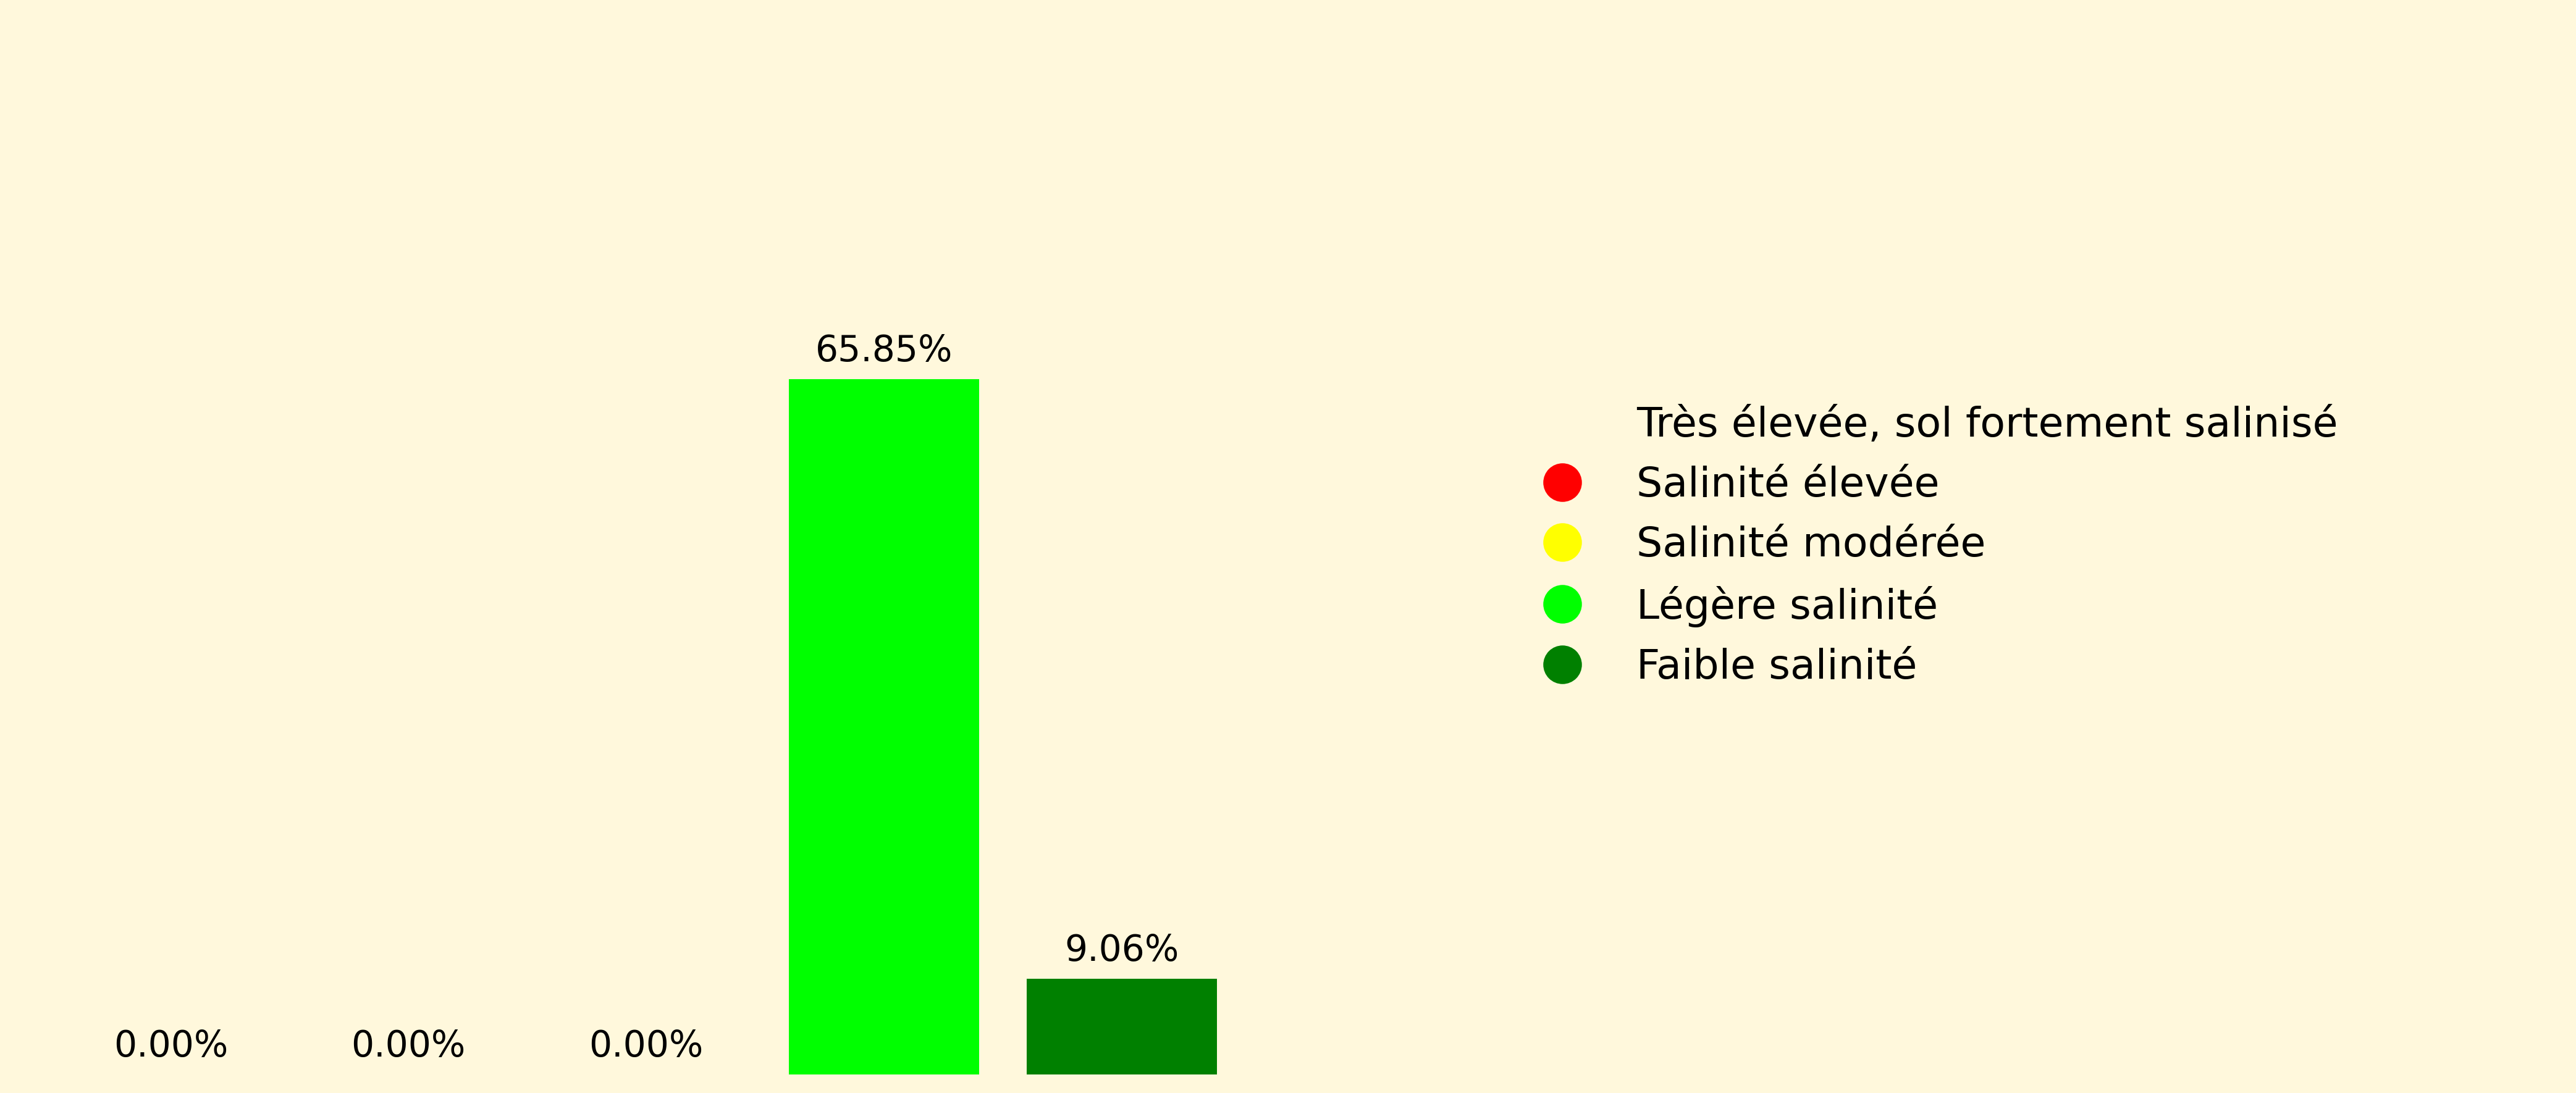 65.85%
9.06%
0.00%
0.00%
0.00%
Très élevée, sol fortement salinisé
Salinité élevée
Salinité modérée
Légère salinité
Faible salinité